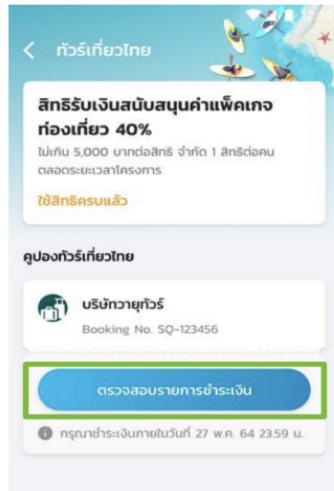 ทัวร์เที่ยวไทย
สิทธิรับเงินสนับสนุนค่าแพ็คเกจ
ท่องเที่ยว 40%
ไม่เกิน 5,000 บาทต่อสิทธิ จำกัด 1 สิทธิต่อคน
ตลอดระยะเวลาโครงการ
ใช้สิทธิครบแล้ว
คูปองทัวร์เที่ยวไทย
บริษัทวายุทัวร์
Booking No. SQ-123456
ตรวจสอบรายการชำระเงิน
กรุณาชำระเงินภายในวันที่ 27 พ.ค. 64 23.59 น.